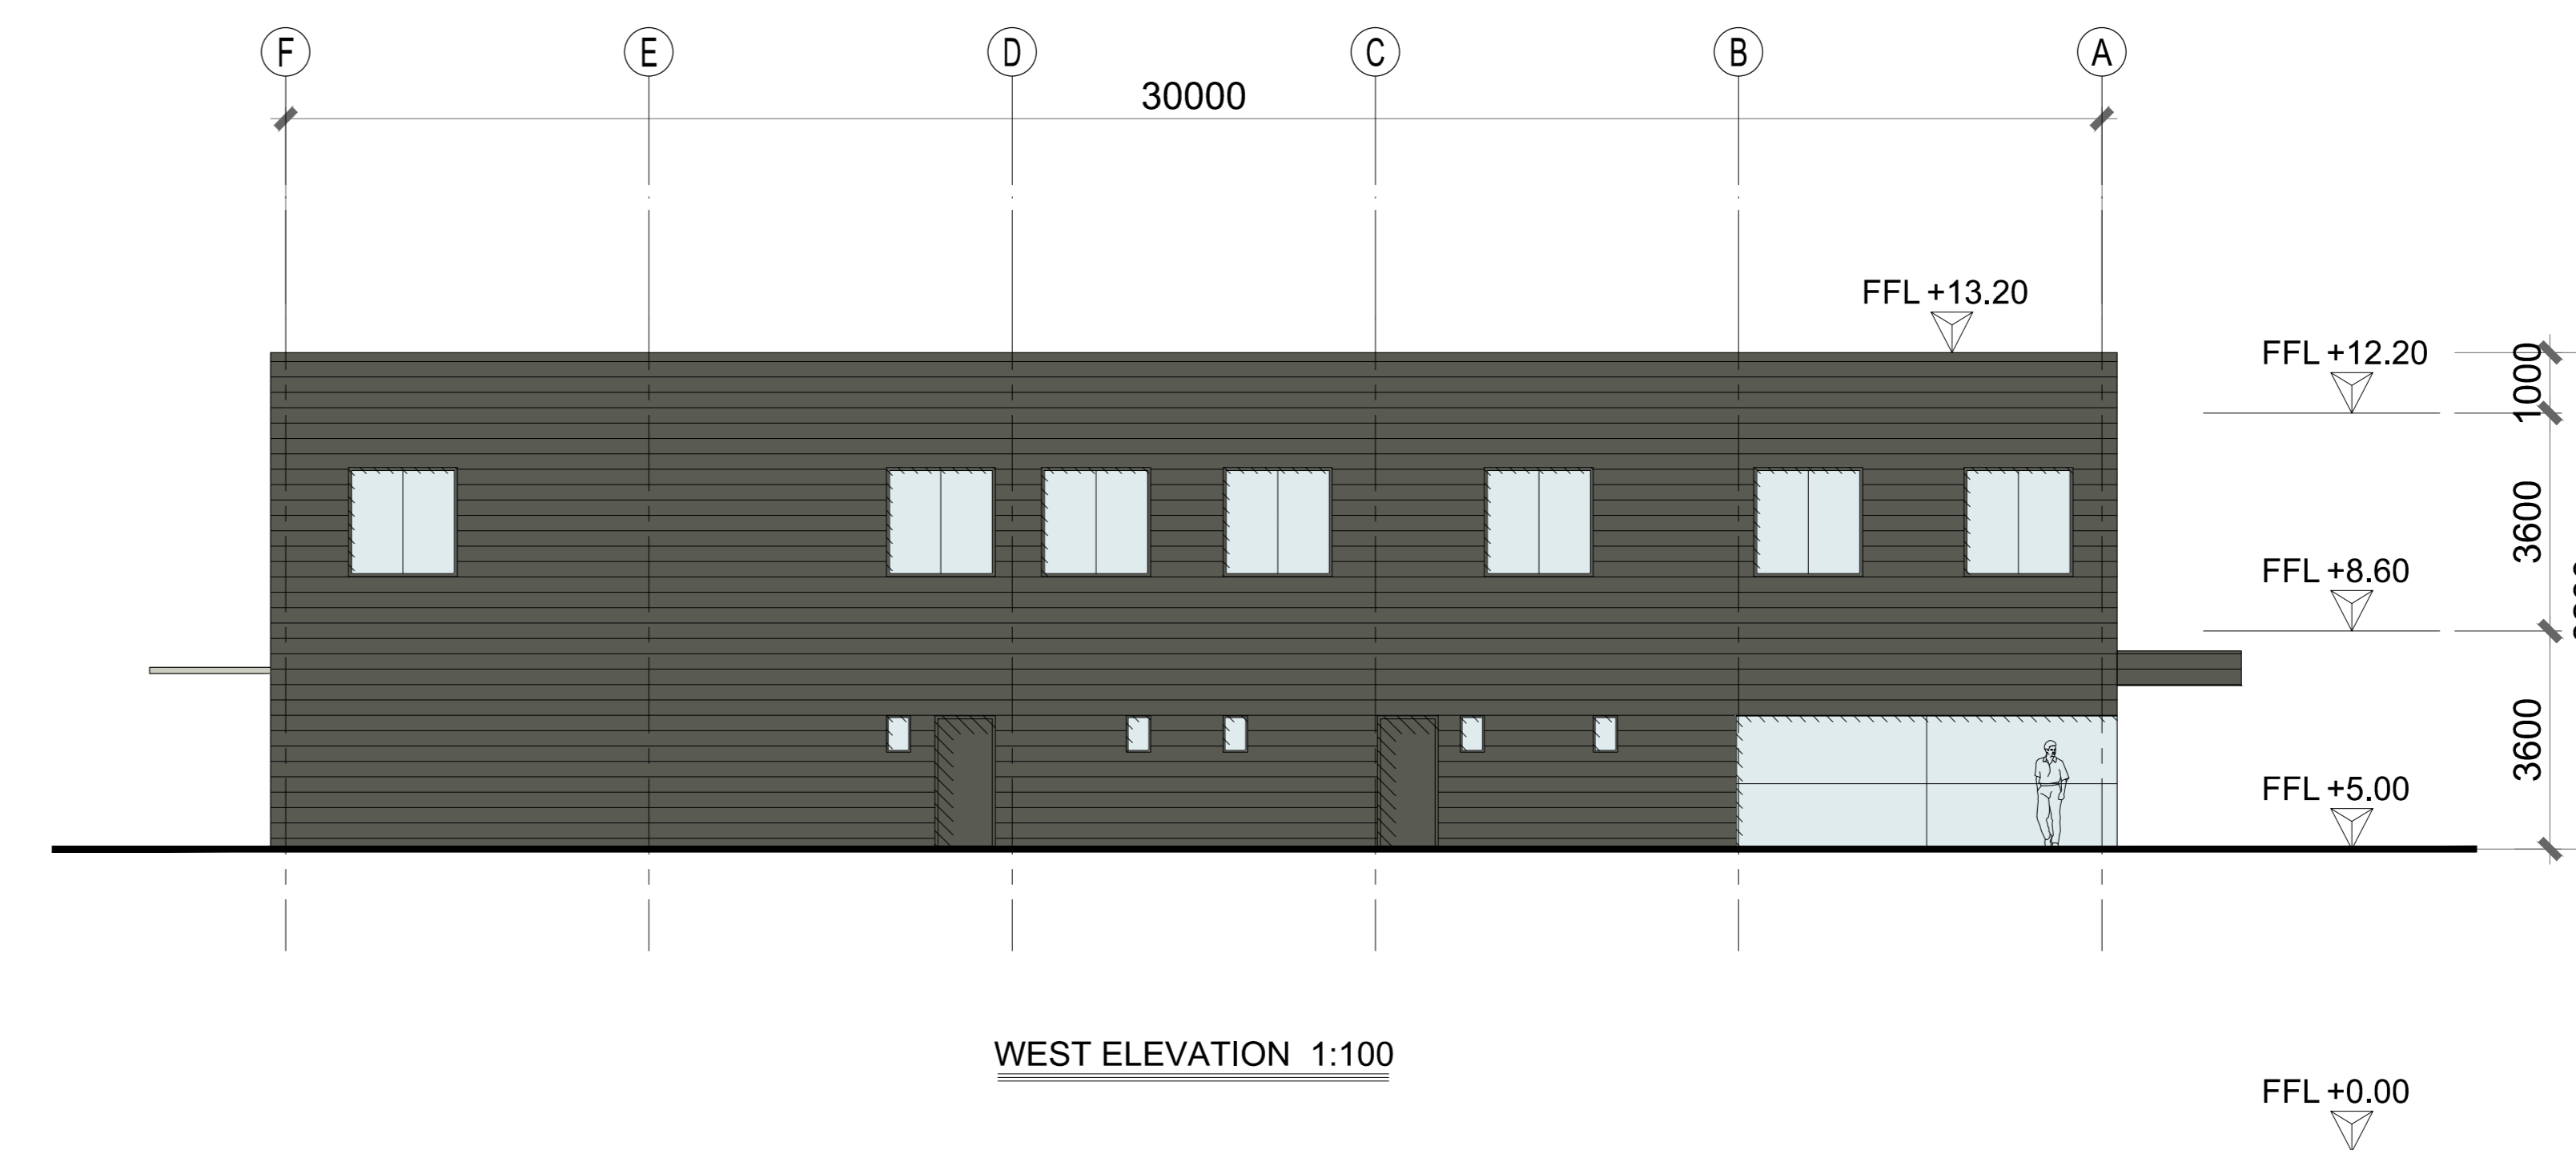 F E D C B A
30000
FFL +13.20
FFL +12.20
1000
3600
FFL +8.60
3600
FFL +5.00
WEST ELEVATION 1:100
FFL +0.00